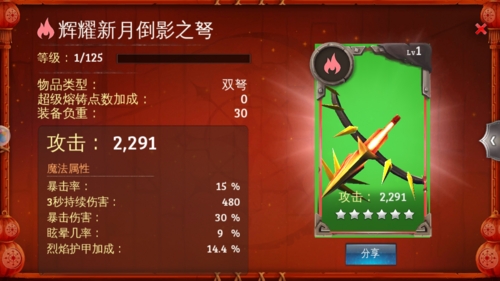 辉耀新月倒影之弩
等级：1/125
物品类型： 双弩
超级熔铸点数加成： 0
装备负重： 30
攻击： 2,291
魔法属性
暴击率： 15 %
3秒持续伤害： 480
暴击伤害： 30 %
眩晕几率： 9 %
烈焰护甲加成： 14.4 %
Lv1
攻击： 2,291
分享